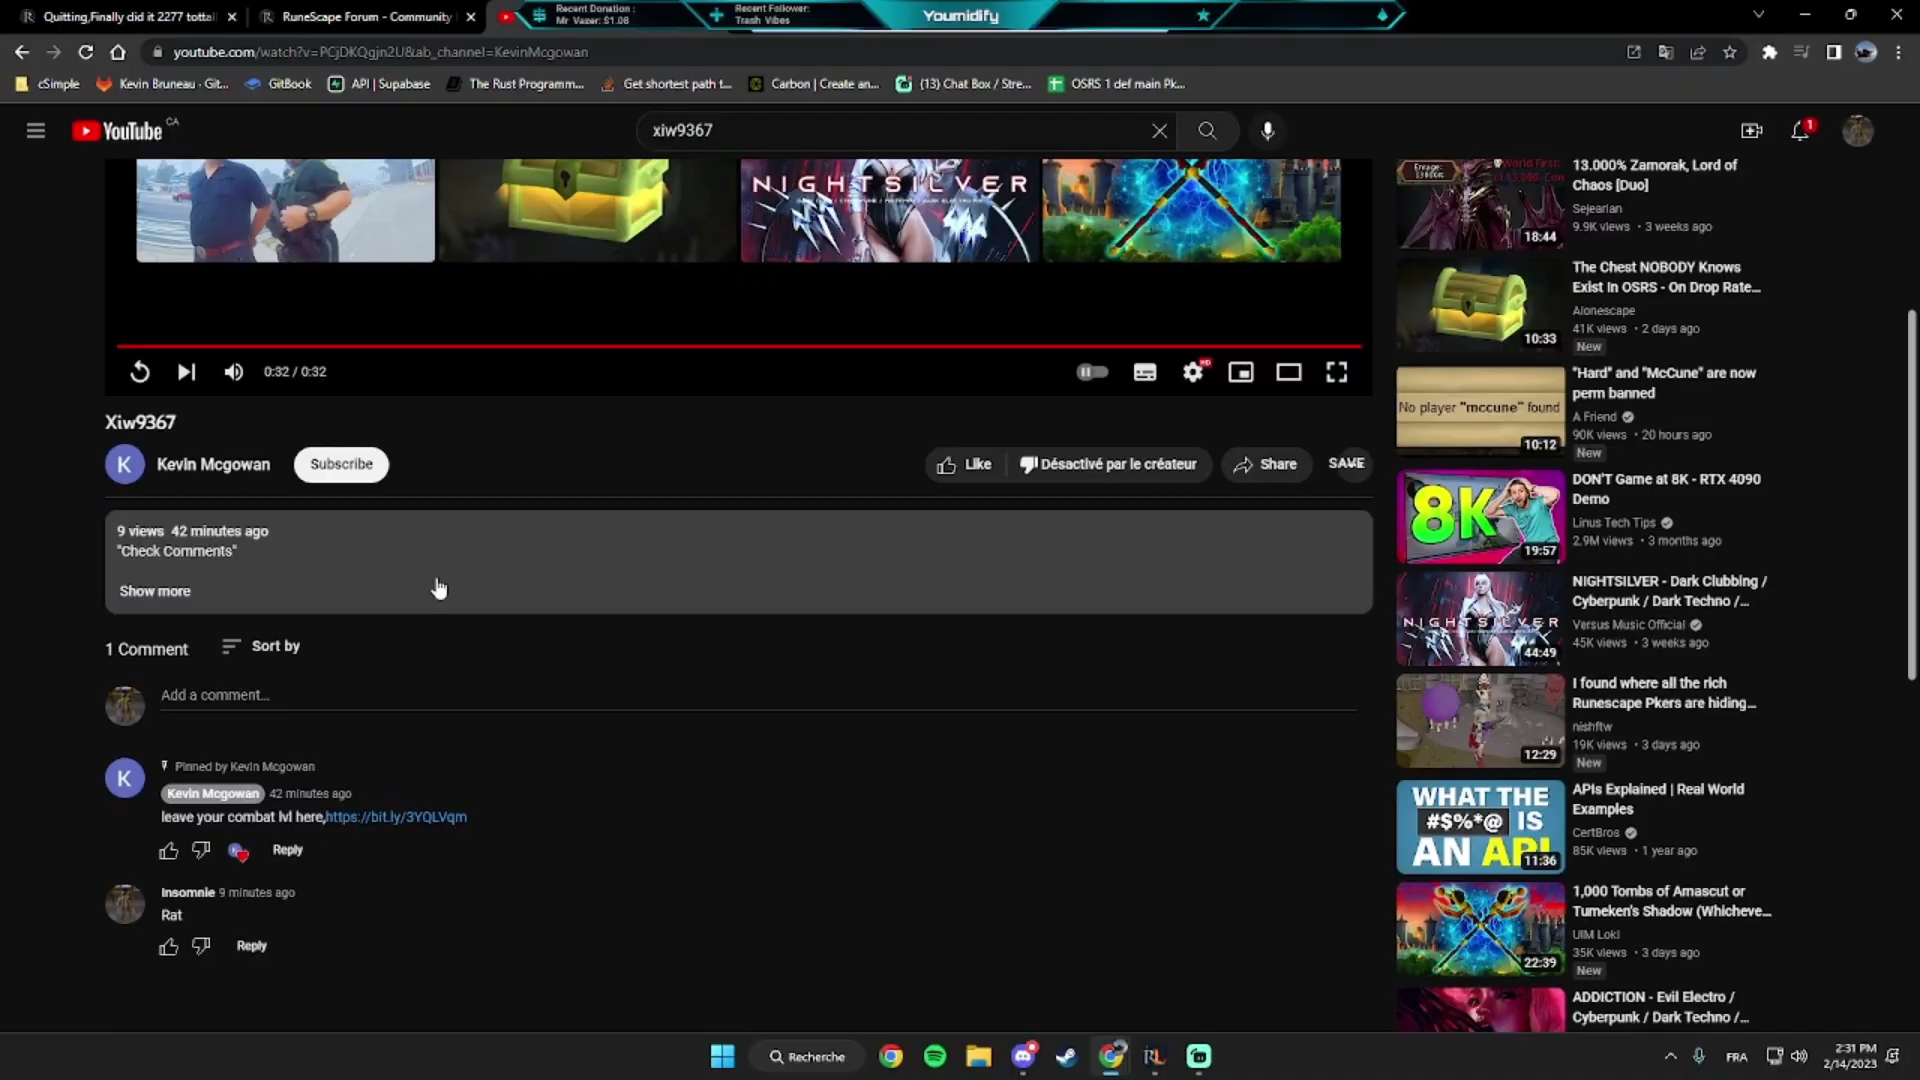 Quitting,Finally did it 2277 tottal
RuneScape Forum - Community
Recent Donation :
Mr Vazer: $1.08
Recent Follower:
Trash Vibes
Youmidify
youtube.com/watch?v=PCjDKQgjn2U&ab_channel=KevinMcgowan
cSimple
Kevin Bruneau - Git...
GitBook
API | Supabase
The Rust Programm...
Get shortest path t...
Carbon | Create an...
(13) Chat Box / Stre...
OSRS 1 def main Pk...
YouTube CA
xiw9367
1
NIGHTSILVER
0:32 / 0:32
HD
Xiw9367
K
Kevin Mcgowan
Subscribe
Like
Désactivé par le créateur
Share
SAVE
9 views 42 minutes ago
"Check Comments"
Show more
1 Comment
Sort by
Add a comment...
K
Pinned by Kevin Mcgowan
Kevin Mcgowan 42 minutes ago
leave your combat lvl here,https://bit.ly/3YQLVqm
Reply
Insomnie 9 minutes ago
Rat
Reply
Enrage:
World First
18:44
13.000% Zamorak, Lord of
Chaos [Duo]
Sejearian
9.9K views • 3 weeks ago
10:33
The Chest NOBODY Knows
Exist In OSRS - On Drop Rate...
Alonescape
41K views • 2 days ago
New
No player "mccune" found
10:12
"Hard" and "McCune" are now
perm banned
A Friend
90K views • 20 hours ago
New
8K
19:57
DON'T Game at 8K - RTX 4090
Demo
Linus Tech Tips
2.9M views • 3 months ago
NIGHTSILVER
44:49
NIGHTSILVER - Dark Clubbing /
Cyberpunk / Dark Techno /...
Versus Music Official
45K views • 3 weeks ago
12:29
I found where all the rich
Runescape Pkers are hiding...
nishftw
19K views • 3 days ago
New
WHAT THE
#$%*@ IS
AN API
11:36
APIs Explained | Real World
Examples
CertBros
85K views • 1 year ago
22:39
1,000 Tombs of Amascut or
Tumeken's Shadow (Whicheve...
UIM Loki
35K views • 3 days ago
New
ADDICTION - Evil Electro /
Cyberpunk / Dark Techno /...
Recherche
FRA
2:31 PM
2/14/2023